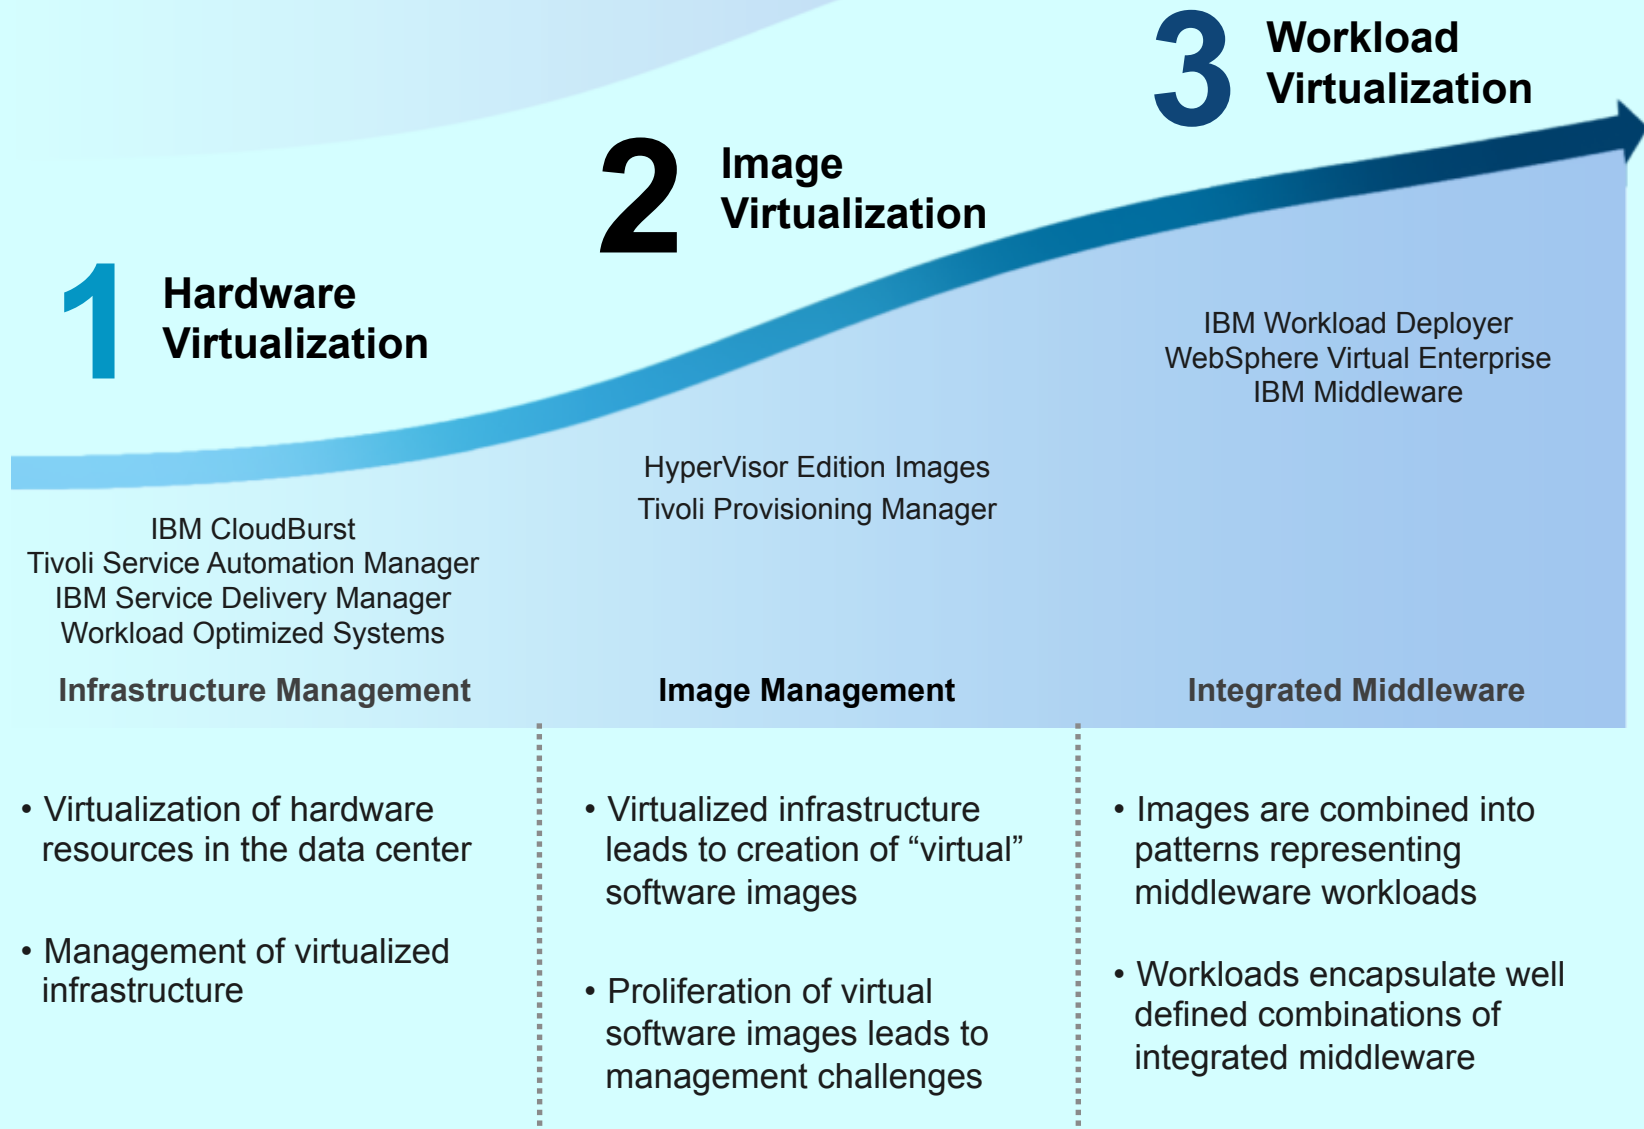 1 Hardware
Virtualization
IBM CloudBurst
Tivoli Service Automation Manager
IBM Service Delivery Manager
Workload Optimized Systems
Infrastructure Management
• Virtualization of hardware
resources in the data center
• Management of virtualized
infrastructure
2 Image
Virtualization
HyperVisor Edition Images
Tivoli Provisioning Manager
Image Management
• Virtualized infrastructure
leads to creation of “virtual”
software images
• Proliferation of virtual
software images leads to
management challenges
3 Workload
Virtualization
IBM Workload Deployer
WebSphere Virtual Enterprise
IBM Middleware
Integrated Middleware
• Images are combined into
patterns representing
middleware workloads
• Workloads encapsulate well
defined combinations of
integrated middleware